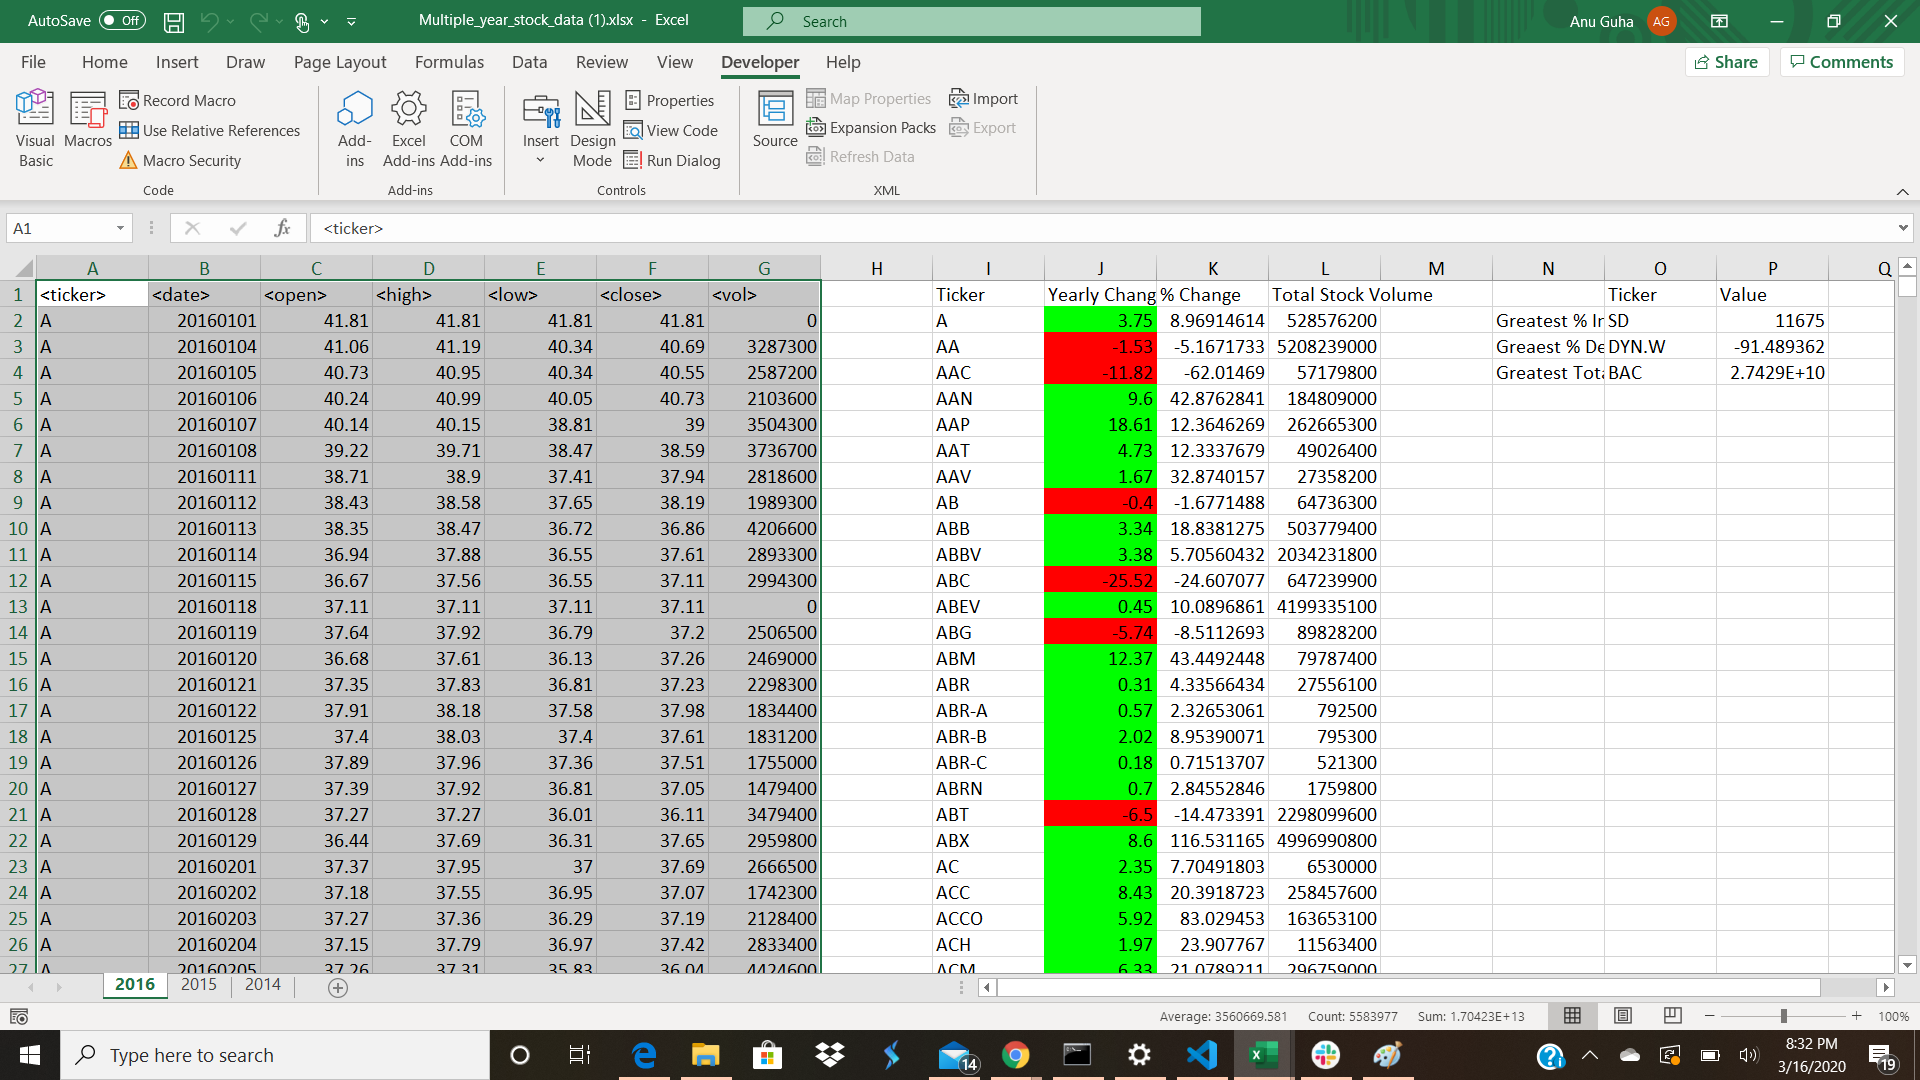 AutoSave Off Multiple_year_stock_data (1).xlsx - Excel Search Anu Guha AG
File Home Insert Draw Page Layout Formulas Data Review View Developer Help Share Comments
Visual Basic Macros Record Macro Use Relative References Macro Security Code
Add-ins Excel Add-ins COM Add-ins Add-ins
Insert Design Mode Properties View Code Run Dialog Controls
Source Map Properties Expansion Packs Refresh Data Import Export XML
A1 fx <ticker>
A B C D E F G H I J K L M N O P Q
1 <ticker> <date> <open> <high> <low> <close> <vol> Ticker Yearly Chang % Change Total Stock Volume Ticker Value
2 A 20160101 41.81 41.81 41.81 41.81 0 A 3.75 8.96914614 528576200 Greatest % Ir SD 11675
3 A 20160104 41.06 41.19 40.34 40.69 3287300 AA -1.53 -5.1671733 5208239000 Greaest % De DYN.W -91.489362
4 A 20160105 40.73 40.95 40.34 40.55 2587200 AAC -11.82 -62.01469 57179800 Greatest Tota BAC 2.7429E+10
5 A 20160106 40.24 40.99 40.05 40.73 2103600 AAN 9.6 42.8762841 184809000
6 A 20160107 40.14 40.15 38.81 39 3504300 AAP 18.61 12.3646269 262665300
7 A 20160108 39.22 39.71 38.47 38.59 3736700 AAT 4.73 12.3337679 49026400
8 A 20160111 38.71 38.9 37.41 37.94 2818600 AAV 1.67 32.8740157 27358200
9 A 20160112 38.43 38.58 37.65 38.19 1989300 AB -0.4 -1.6771488 64736300
10 A 20160113 38.35 38.47 36.72 36.86 4206600 ABB 3.34 18.8381275 503779400
11 A 20160114 36.94 37.88 36.55 37.61 2893300 ABBV 3.38 5.70560432 2034231800
12 A 20160115 36.67 37.56 36.55 37.11 2994300 ABC -25.52 -24.607077 647239900
13 A 20160118 37.11 37.11 37.11 37.11 0 ABEV 0.45 10.0896861 4199335100
14 A 20160119 37.64 37.92 36.79 37.2 2506500 ABG -5.74 -8.5112693 89828200
15 A 20160120 36.68 37.61 36.13 37.26 2469000 ABM 12.37 43.4492448 79787400
16 A 20160121 37.35 37.83 36.81 37.23 2298300 ABR 0.31 4.33566434 27556100
17 A 20160122 37.91 38.18 37.58 37.98 1834400 ABR-A 0.57 2.32653061 792500
18 A 20160125 37.4 38.03 37.4 37.61 1831200 ABR-B 2.02 8.95390071 795300
19 A 20160126 37.89 37.96 37.36 37.51 1755000 ABR-C 0.18 0.71513707 521300
20 A 20160127 37.39 37.92 36.81 37.05 1479400 ABRN 0.7 2.84552846 1759800
21 A 20160128 37.27 37.27 36.01 36.11 3479400 ABT -6.5 -14.473391 2298099600
22 A 20160129 36.44 37.69 36.31 37.65 2959800 ABX 8.6 116.531165 4996990800
23 A 20160201 37.37 37.95 37 37.69 2666500 AC 2.35 7.70491803 6530000
24 A 20160202 37.18 37.55 36.95 37.07 1742300 ACC 8.43 20.3918723 258457600
25 A 20160203 37.27 37.36 36.29 37.19 2128400 ACCO 5.92 83.029453 163653100
26 A 20160204 37.15 37.79 36.97 37.42 2833400 ACH 1.97 23.907767 11563400
27 A 20160205 37.26 37.31 35.83 36.04 4424600 ACM 6.33 21.0789211 296759000
2016 2015 2014
Average: 3560669.581 Count: 5583977 Sum: 1.70423E+13 100%
Type here to search 14 8:32 PM
3/16/2020 19